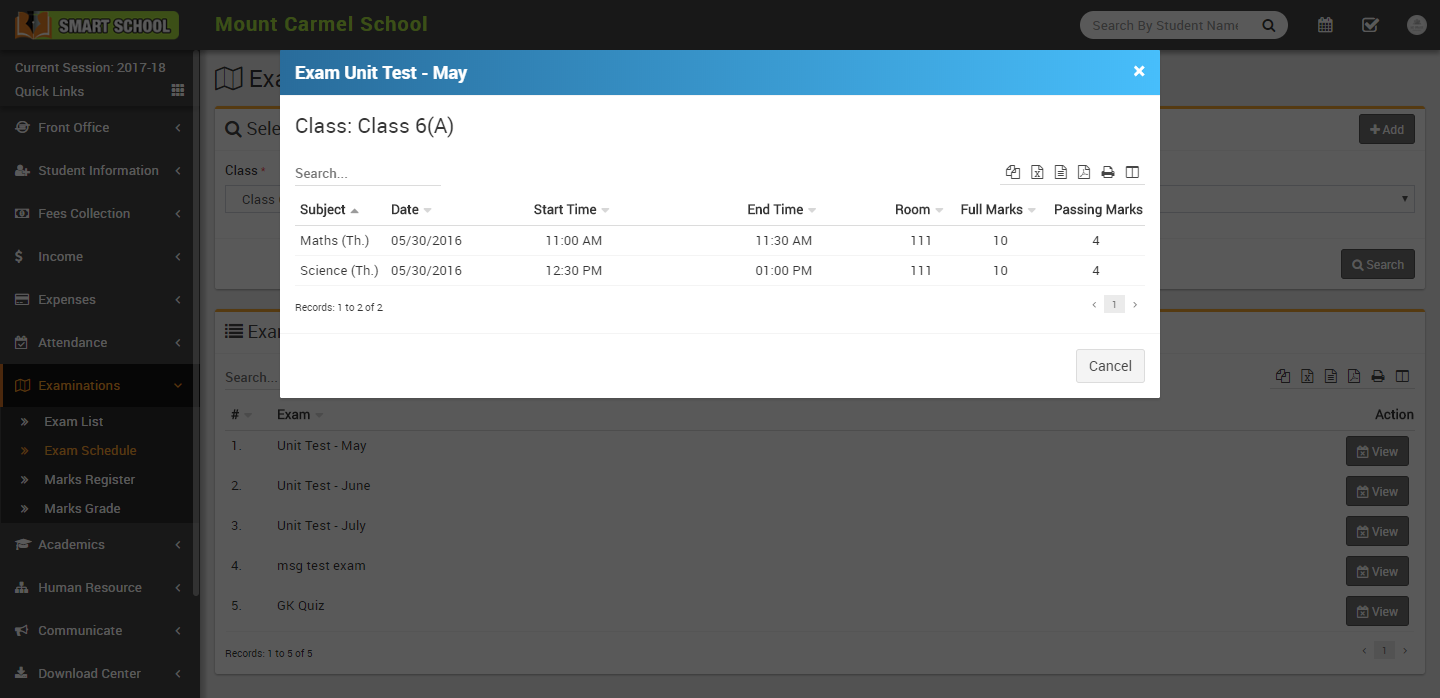 SMART SCHOOL
Mount Carmel School
Search By Student Name
Current Session: 2017-18
Quick Links
Front Office
Student Information
Fees Collection
Income
Expenses
Attendance
Examinations
Exam List
Exam Schedule
Marks Register
Marks Grade
Academics
Human Resource
Communicate
Download Center
Exam Unit Test - May ×
Class: Class 6(A)
Search...
Subject Date Start Time End Time Room Full Marks Passing Marks
Maths (Th.) 05/30/2016 11:00 AM 11:30 AM 111 10 4
Science (Th.) 05/30/2016 12:30 PM 01:00 PM 111 10 4
Records: 1 to 2 of 2 ‹ 1 ›
Cancel
Exa
Sele
+ Add
Class *
Class
Search
Exar
Search...
# Exam Action
1. Unit Test - May View
2. Unit Test - June View
3. Unit Test - July View
4. msg test exam View
5. GK Quiz View
Records: 1 to 5 of 5 ‹ 1 ›